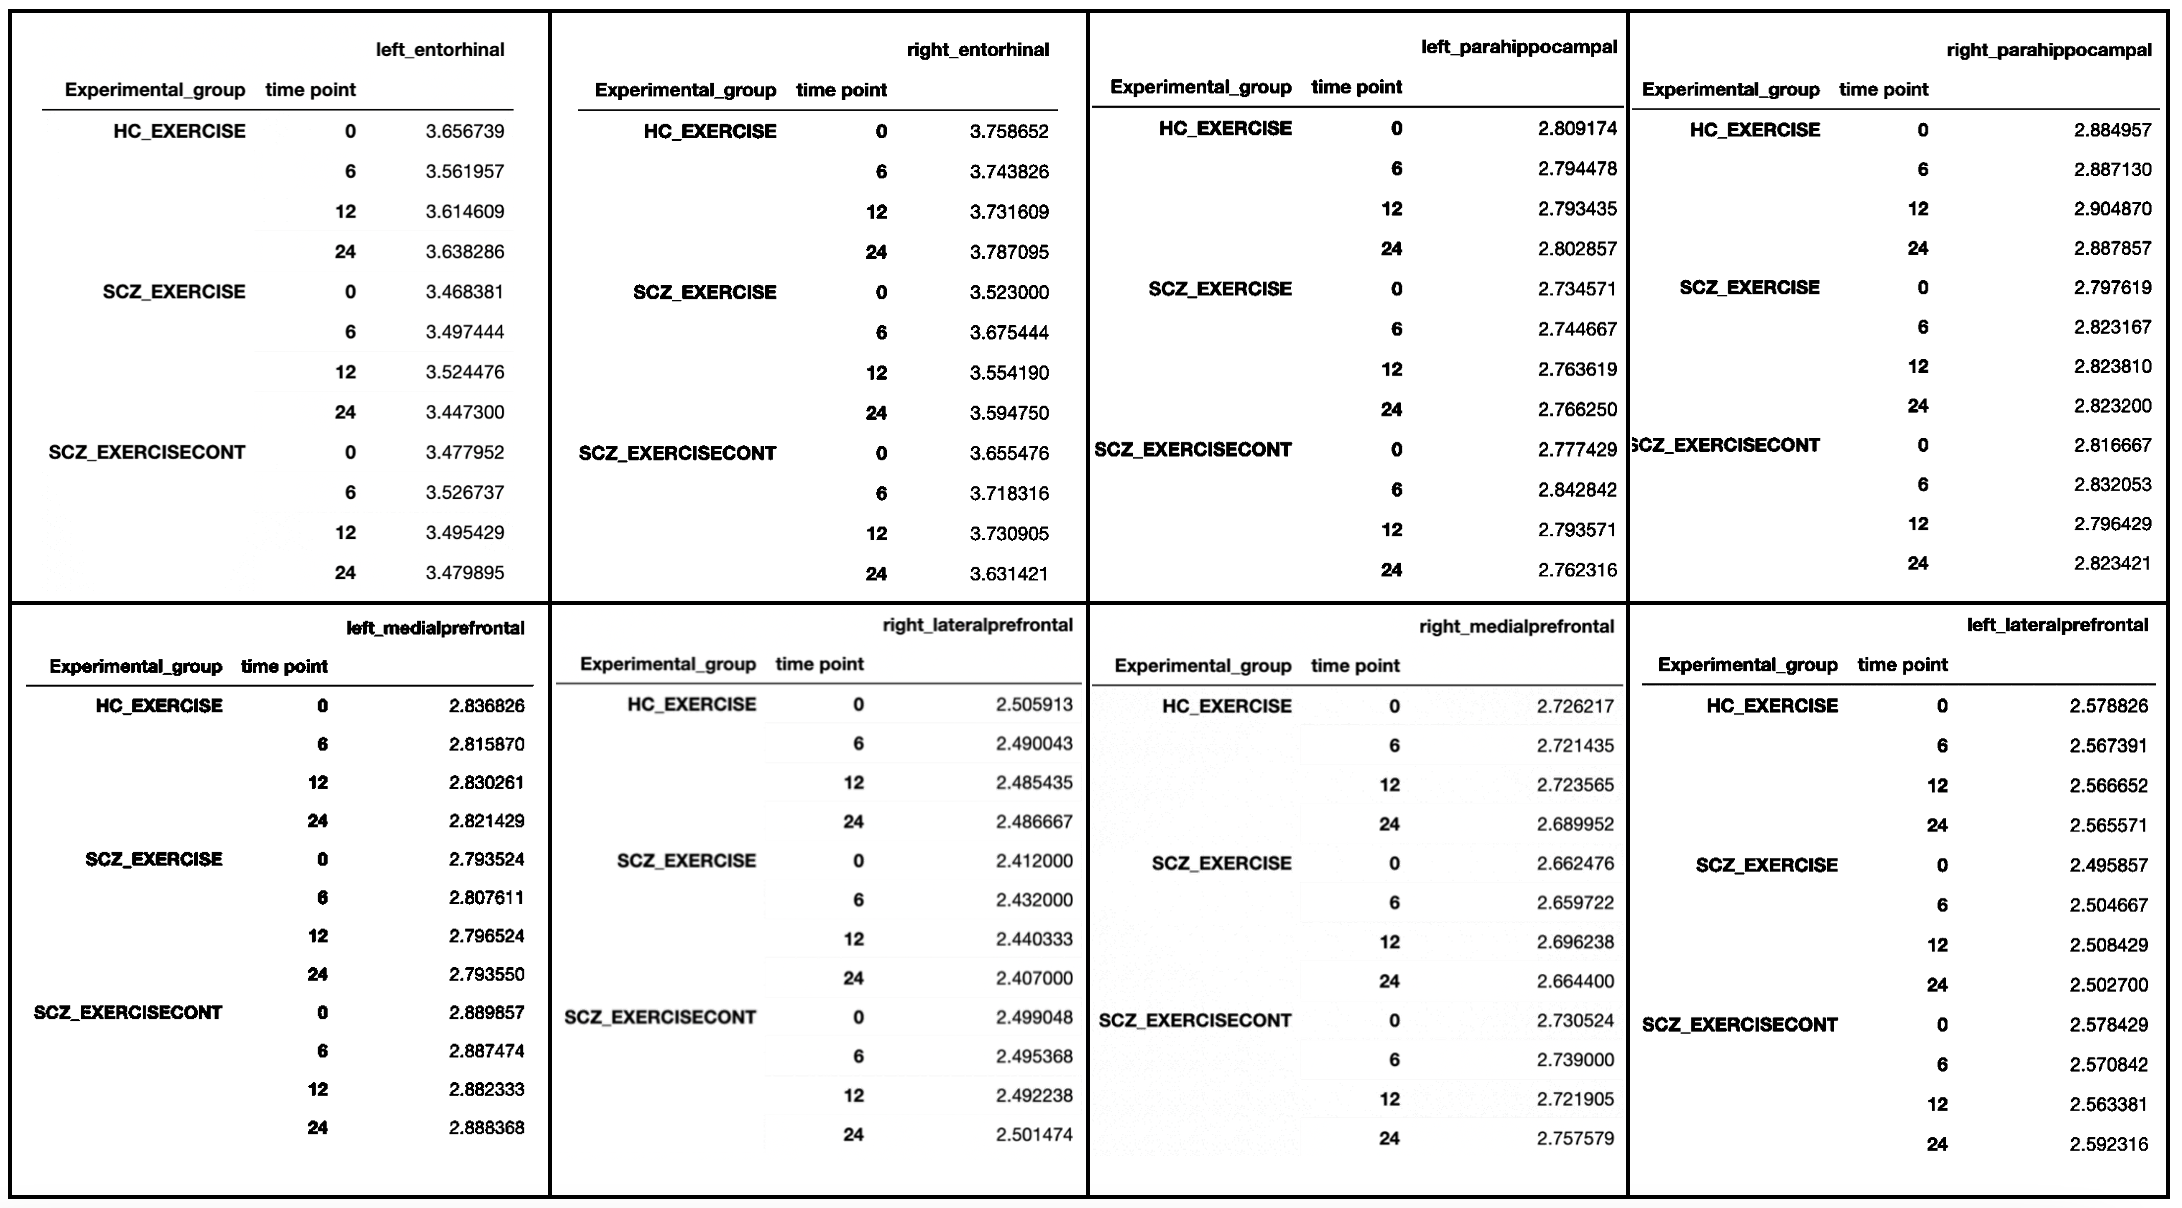 left_entorhinal
Experimental_group time point
HC_EXERCISE 0 3.656739
6 3.561957
12 3.614609
24 3.638286
SCZ_EXERCISE 0 3.468381
6 3.497444
12 3.524476
24 3.447300
SCZ_EXERCISECONT 0 3.477952
6 3.526737
12 3.495429
24 3.479895
right_entorhinal
Experimental_group time point
HC_EXERCISE 0 3.758652
6 3.743826
12 3.731609
24 3.787095
SCZ_EXERCISE 0 3.523000
6 3.675444
12 3.554190
24 3.594750
SCZ_EXERCISECONT 0 3.655476
6 3.718316
12 3.730905
24 3.631421
left_parahippocampal
Experimental_group time point
HC_EXERCISE 0 2.809174
6 2.794478
12 2.793435
24 2.802857
SCZ_EXERCISE 0 2.734571
6 2.744667
12 2.763619
24 2.766250
SCZ_EXERCISECONT 0 2.777429
6 2.842842
12 2.793571
24 2.762316
right_parahippocampal
Experimental_group time point
HC_EXERCISE 0 2.884957
6 2.887130
12 2.904870
24 2.887857
SCZ_EXERCISE 0 2.797619
6 2.823167
12 2.823810
24 2.823200
SCZ_EXERCISECONT 0 2.816667
6 2.832053
12 2.796429
24 2.823421
left_medialprefrontal
Experimental_group time point
HC_EXERCISE 0 2.836826
6 2.815870
12 2.830261
24 2.821429
SCZ_EXERCISE 0 2.793524
6 2.807611
12 2.796524
24 2.793550
SCZ_EXERCISECONT 0 2.889857
6 2.887474
12 2.882333
24 2.888368
right_lateralprefrontal
Experimental_group time point
HC_EXERCISE 0 2.505913
6 2.490043
12 2.485435
24 2.486667
SCZ_EXERCISE 0 2.412000
6 2.432000
12 2.440333
24 2.407000
SCZ_EXERCISECONT 0 2.499048
6 2.495368
12 2.492238
24 2.501474
right_medialprefrontal
Experimental_group time point
HC_EXERCISE 0 2.726217
6 2.721435
12 2.723565
24 2.689952
SCZ_EXERCISE 0 2.662476
6 2.659722
12 2.696238
24 2.664400
SCZ_EXERCISECONT 0 2.730524
6 2.739000
12 2.721905
24 2.757579
left_lateralprefrontal
Experimental_group time point
HC_EXERCISE 0 2.578826
6 2.567391
12 2.566652
24 2.565571
SCZ_EXERCISE 0 2.495857
6 2.504667
12 2.508429
24 2.502700
SCZ_EXERCISECONT 0 2.578429
6 2.570842
12 2.563381
24 2.592316